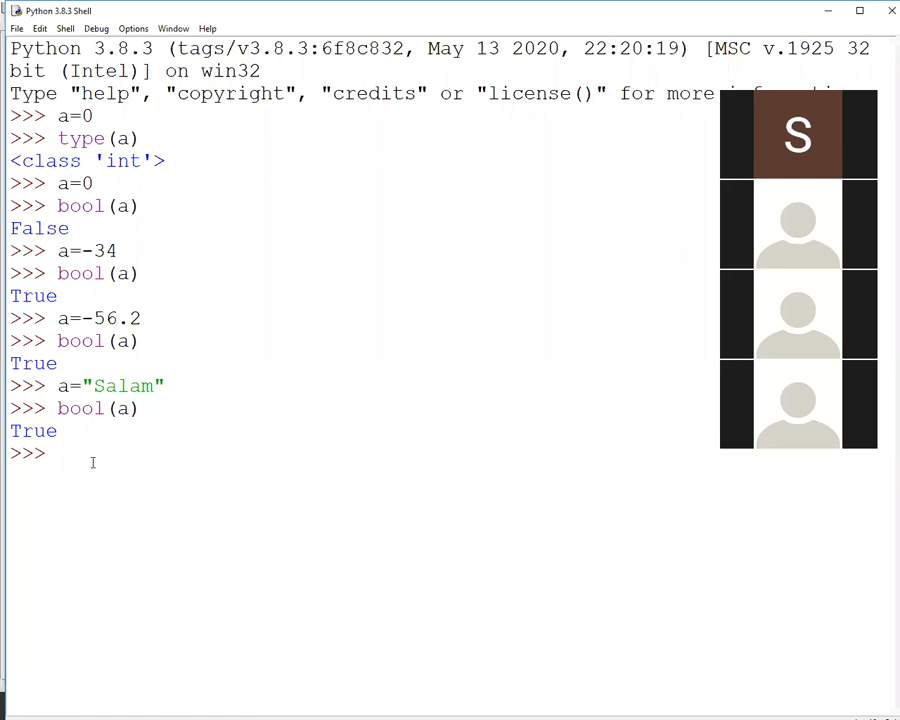 Python 3.8.3 Shell
File Edit Shell Debug Options Window Help
Python 3.8.3 (tags/v3.8.3:6f8c832, May 13 2020, 22:20:19) [MSC v.1925 32
bit (Intel)] on win32
Type "help", "copyright", "credits" or "license()" for more
>>> a=0
>>> type(a)
<class 'int'>
>>> a=0
>>> bool(a)
False
>>> a=-34
>>> bool(a)
True
>>> a=-56.2
>>> bool(a)
True
>>> a="Salam"
>>> bool(a)
True
>>>
S